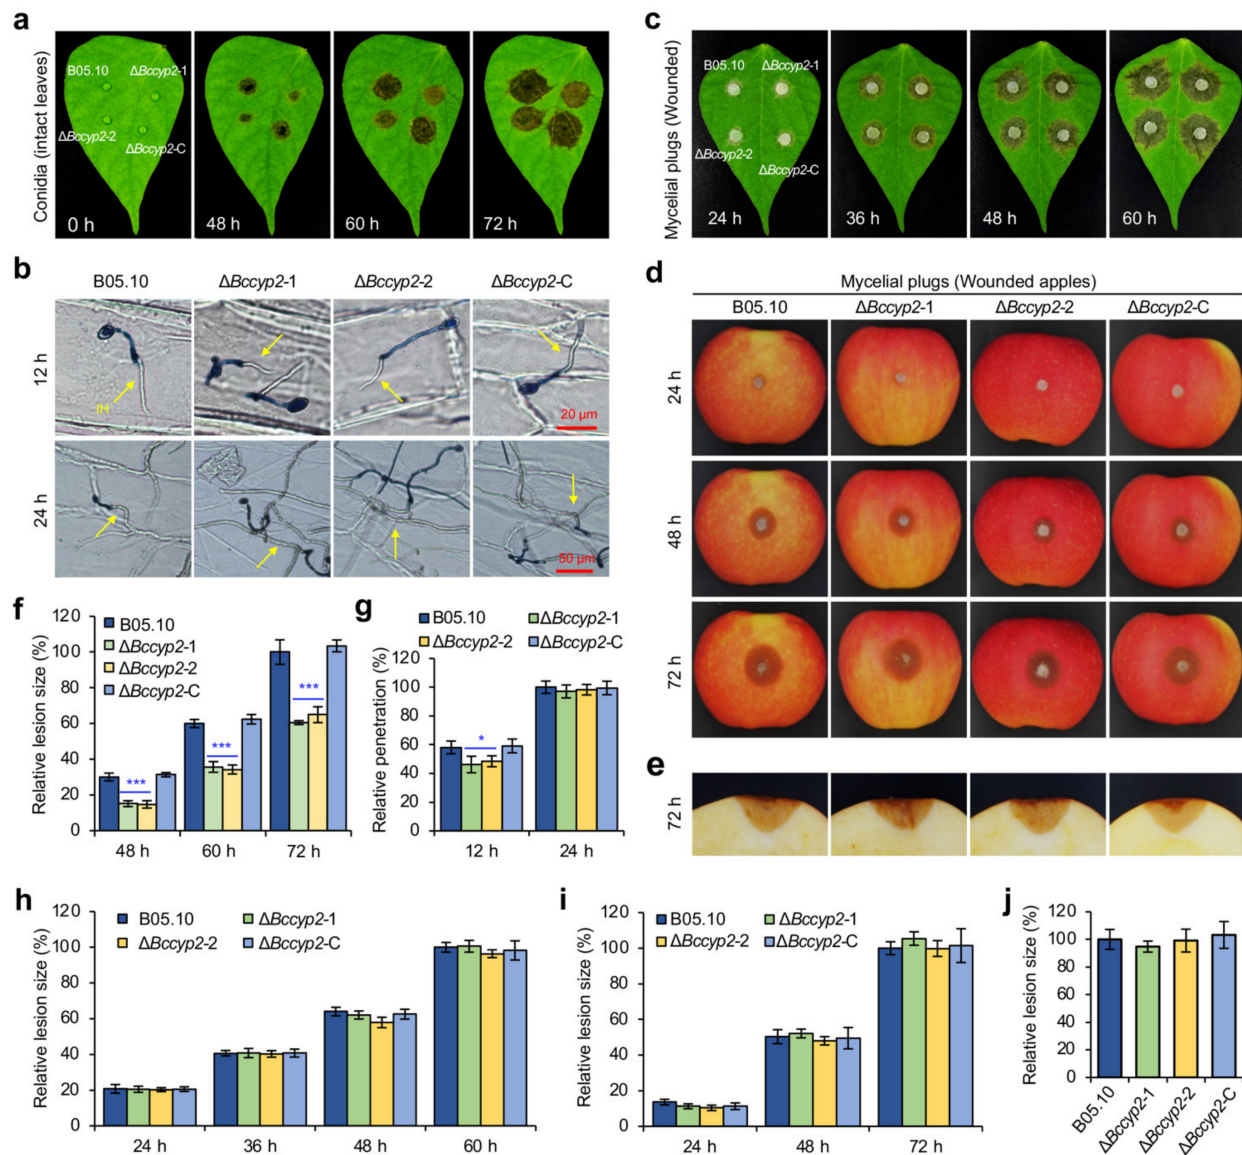 a
Conidia (intact leaves)
B05.10
ΔBccyp2-1
ΔBccyp2-2
ΔBccyp2-C
0 h
48 h
60 h
72 h
b
B05.10
ΔBccyp2-1
ΔBccyp2-2
ΔBccyp2-C
12 h
IH
20 μm
24 h
50 μm
c
Mycelial plugs (Wounded)
B05.10
ΔBccyp2-1
ΔBccyp2-2
ΔBccyp2-C
24 h
36 h
48 h
60 h
d
Mycelial plugs (Wounded apples)
B05.10
ΔBccyp2-1
ΔBccyp2-2
ΔBccyp2-C
24 h
48 h
72 h
e
72 h
f
Relative lesion size (%)
120
100
80
60
40
20
0
B05.10
ΔBccyp2-1
ΔBccyp2-2
ΔBccyp2-C
***
***
***
48 h
60 h
72 h
g
Relative penetration (%)
B05.10
ΔBccyp2-1
ΔBccyp2-2
ΔBccyp2-C
120
100
80
60
40
20
0
*
12 h
24 h
h
Relative lesion size (%)
120
100
80
60
40
20
0
B05.10
ΔBccyp2-1
ΔBccyp2-2
ΔBccyp2-C
24 h
36 h
48 h
60 h
i
Relative lesion size (%)
120
100
80
60
40
20
0
B05.10
ΔBccyp2-1
ΔBccyp2-2
ΔBccyp2-C
24 h
48 h
72 h
j
Relative lesion size (%)
120
100
80
60
40
20
0
B05.10
ΔBccyp2-1
ΔBccyp2-2
ΔBccyp2-C